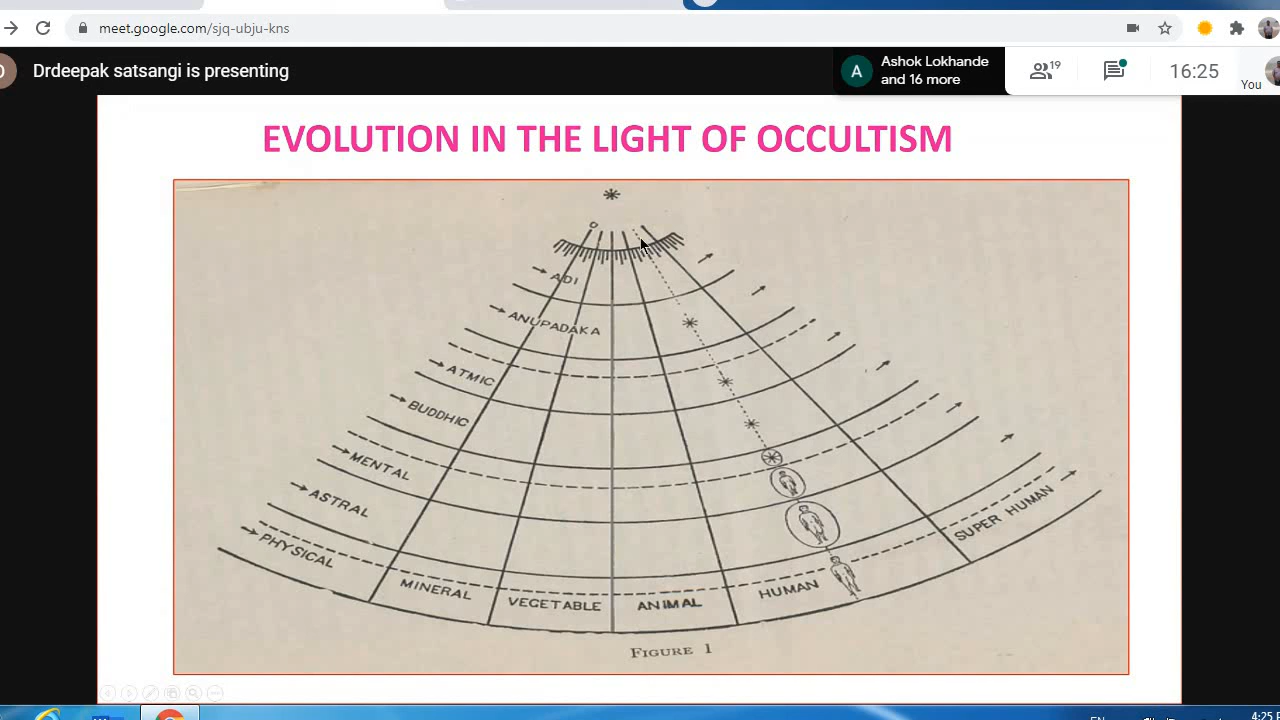 meet.google.com/sjq-ubju-kns
Drdeepak satsangi is presenting
A
Ashok Lokhande
and 16 more
19
16:25
You
EVOLUTION IN THE LIGHT OF OCCULTISM
ADI
ANUPADAKA
ATMIC
BUDDHIC
MENTAL
ASTRAL
PHYSICAL
MINERAL
VEGETABLE
ANIMAL
HUMAN
SUPER HUMAN
FIGURE 1
4:25 P